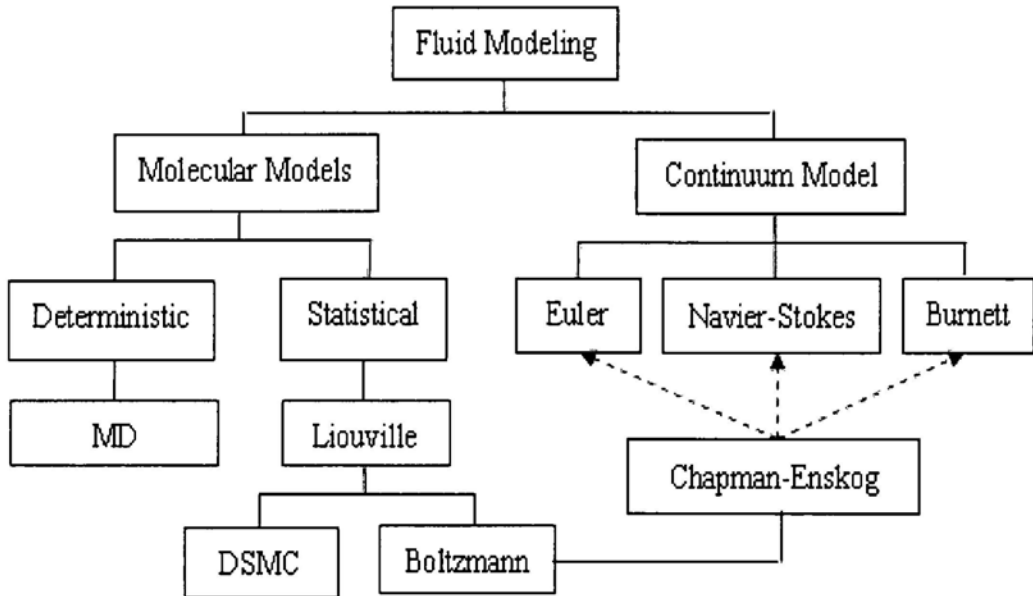 Fluid Modeling
Molecular Models
Continuum Model
Deterministic
Statistical
Euler
Navier-Stokes
Burnett
MD
Liouville
Chapman-Enskog
DSMC
Boltzmann